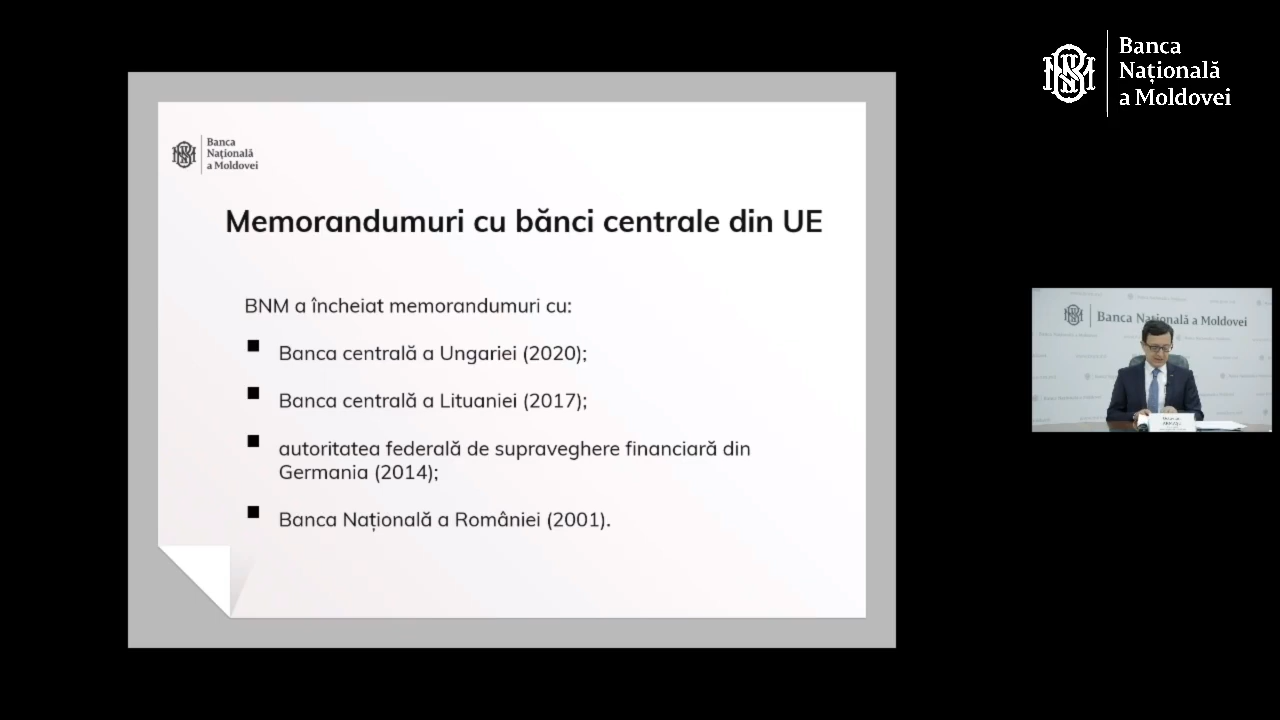 Banca
Națională
a Moldovei
Banca
Națională
a Moldovei
Memorandumuri cu bănci centrale din UE
BNM a încheiat memorandumuri cu:
Banca centrală a Ungariei (2020);
Banca centrală a Lituaniei (2017);
autoritatea federală de supraveghere financiară din
Germania (2014);
Banca Națională a României (2001).
Banca Națională a Moldovei